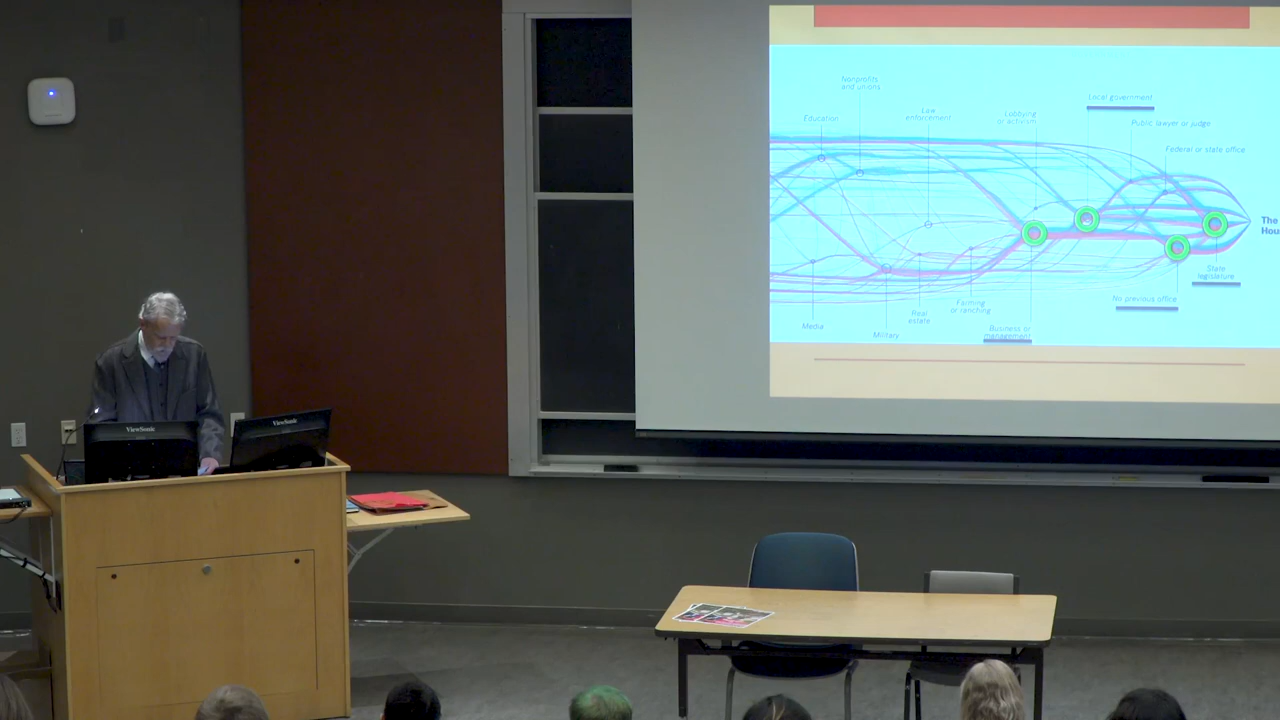 Nonprofits
and unions
Education
Law
enforcement
Lobbying
or activism
Local government
Public lawyer or judge
Federal or state office
The
Hou
State
legislature
No previous office
Farming
or ranching
Real
estate
Business or
management
Media
Military
ViewSonic
ViewSonic